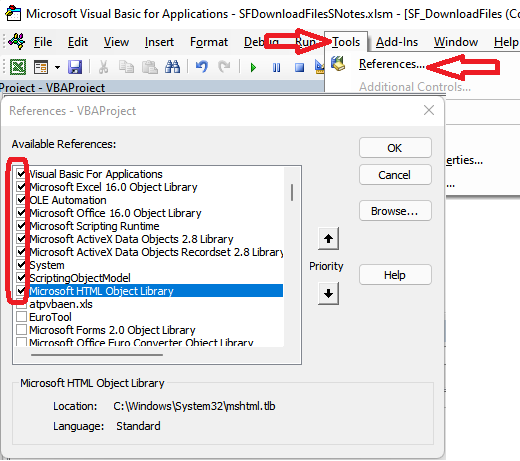 Microsoft Visual Basic for Applications - SFDownloadFilesSNotes.xlsm - [SF_DownloadFiles (Co
File Edit View Insert Format Debug Run Tools Add-Ins Window Help
References...
Additional Controls...
Project - VBAProject
References - VBAProject
Available References:
OK
Visual Basic For Applications
Microsoft Excel 16.0 Object Library
Cancel
OLE Automation
Microsoft Office 16.0 Object Library
Browse...
Microsoft Scripting Runtime
Microsoft ActiveX Data Objects 2.8 Library
Microsoft ActiveX Data Objects Recordset 2.8 Library
System
Priority
ScriptingObjectModel
Help
Microsoft HTML Object Library
atpvbaen.xls
EuroTool
Microsoft Forms 2.0 Object Library
Microsoft Office Euro Converter Object Library
erties...
...
Microsoft HTML Object Library
Location: C:\Windows\System32\mshtml.tlb
Language: Standard